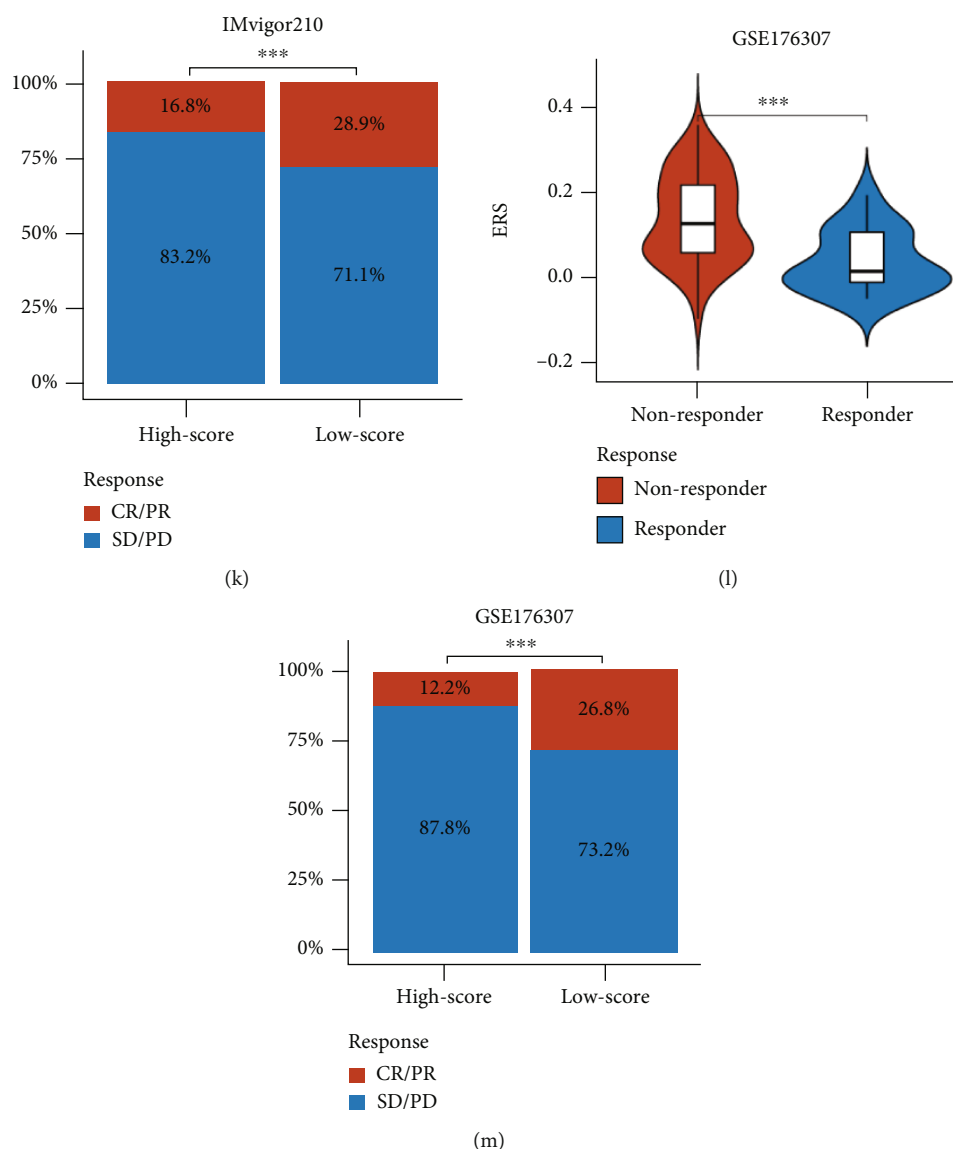 IMvigor210
***
100%
75%
50%
25%
0%
16.8%
28.9%
83.2%
71.1%
High-score
Low-score
Response
CR/PR
SD/PD
(k)
GSE176307
***
ERS
0.4
0.2
0.0
−0.2
Non-responder
Responder
Response
Non-responder
Responder
(l)
GSE176307
***
100%
75%
50%
25%
0%
12.2%
26.8%
87.8%
73.2%
High-score
Low-score
Response
CR/PR
SD/PD
(m)